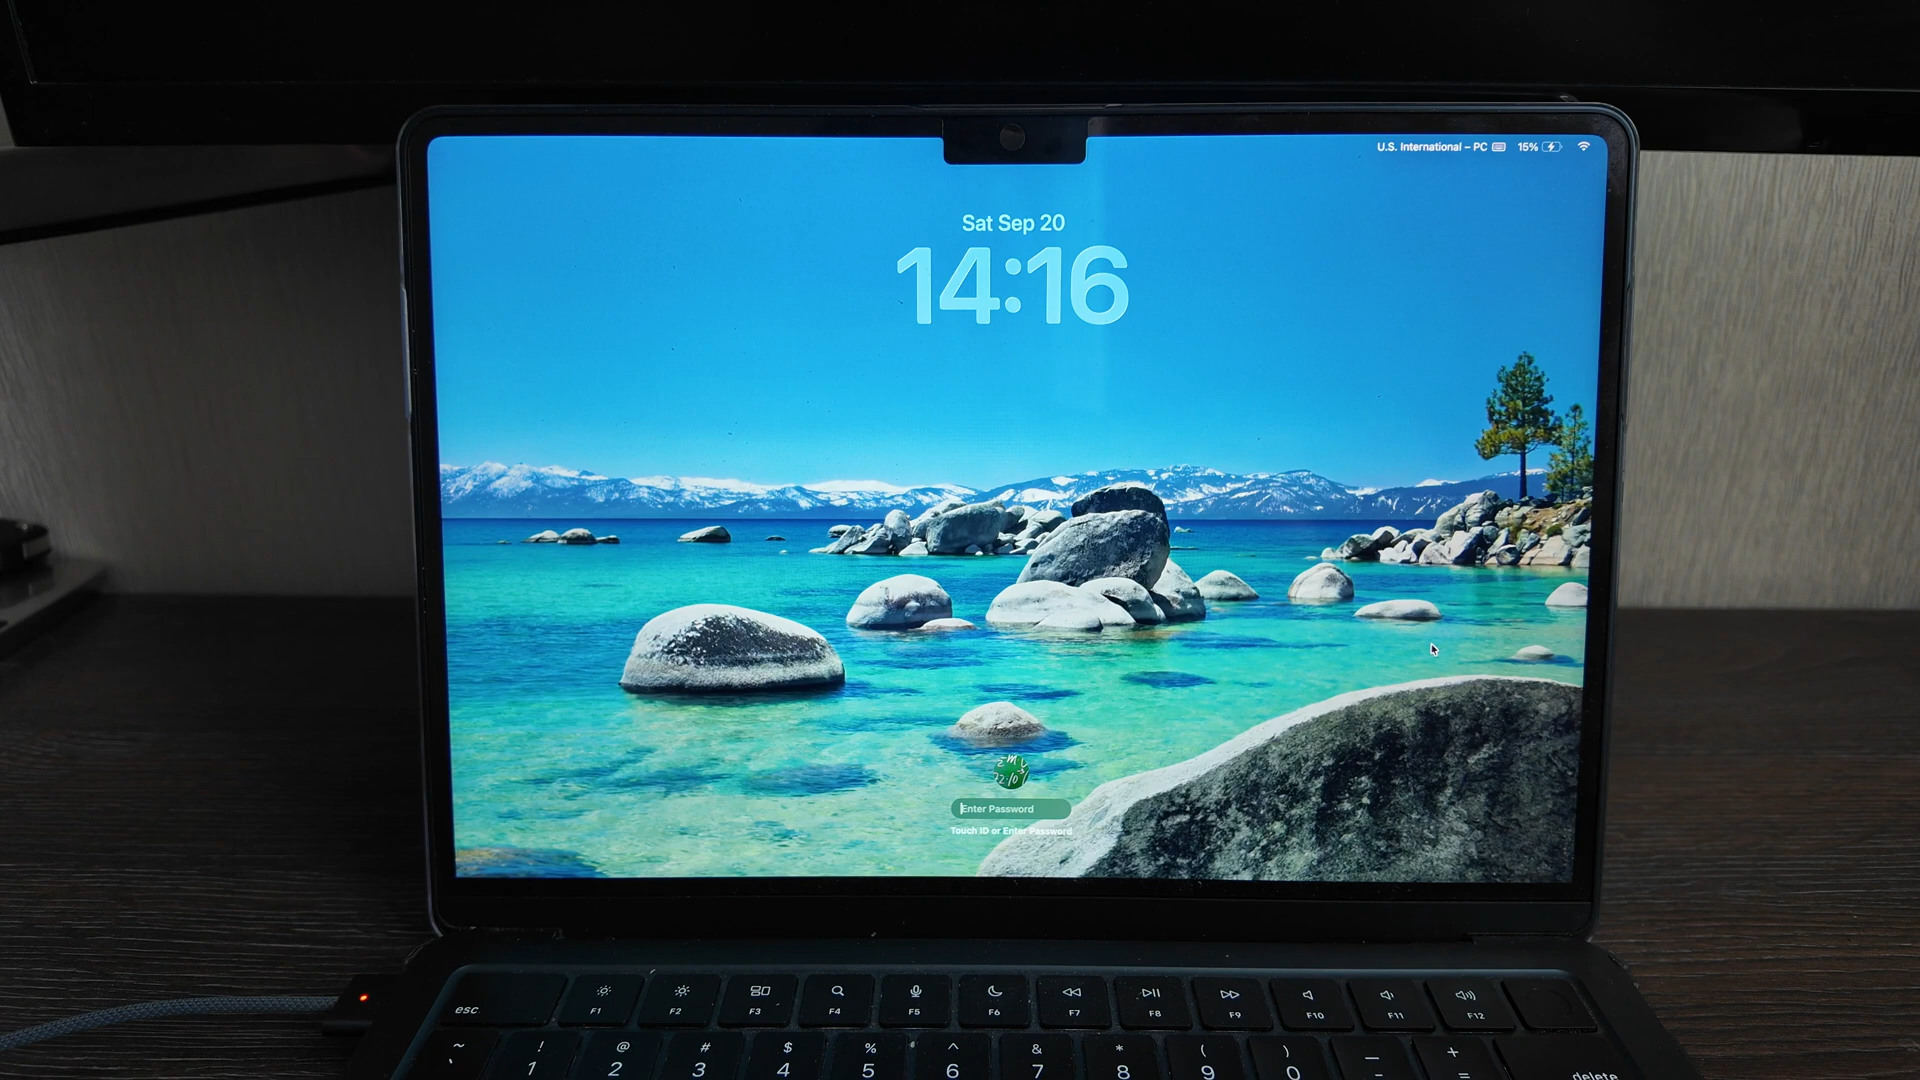 U.S. International – PC 15%
Sat Sep 20
14:16
Enter Password
Touch ID or Enter Password
esc F1 F2 F3 F4 F5 F6 F7 F8 F9 F10 F11 F12
~ ! @ # $ % ^ & * ( ) — +
` 1 2 3 4 5 6 7 8 9 0 - = delete